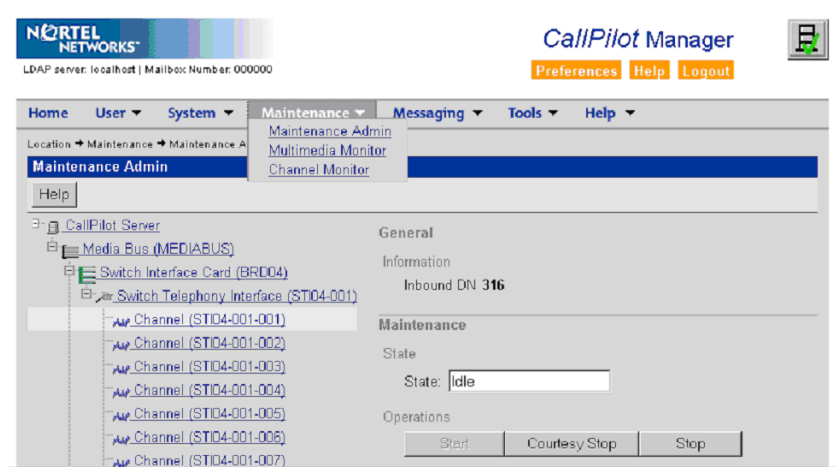 NORTEL
NETWORKS™
CallPilot Manager
LDAP server: localhost | Mailbox Number: 000000
Preferences Help Logout
Home User System Maintenance Messaging Tools Help
Maintenance Admin
Multimedia Monitor
Channel Monitor
Location Maintenance Maintenance A
Maintenance Admin
Help
CallPilot Server
Media Bus (MEDIABUS)
Switch Interface Card (BRD04)
Switch Telephony Interface (STI04-001)
Channel (STI04-001-001)
Channel (STI04-001-002)
Channel (STI04-001-003)
Channel (STI04-001-004)
Channel (STI04-001-005)
Channel (STI04-001-006)
Channel (STI04-001-007)
General
Information
Inbound DN 316
Maintenance
State
State: Idle
Operations
Start Courtesy Stop Stop